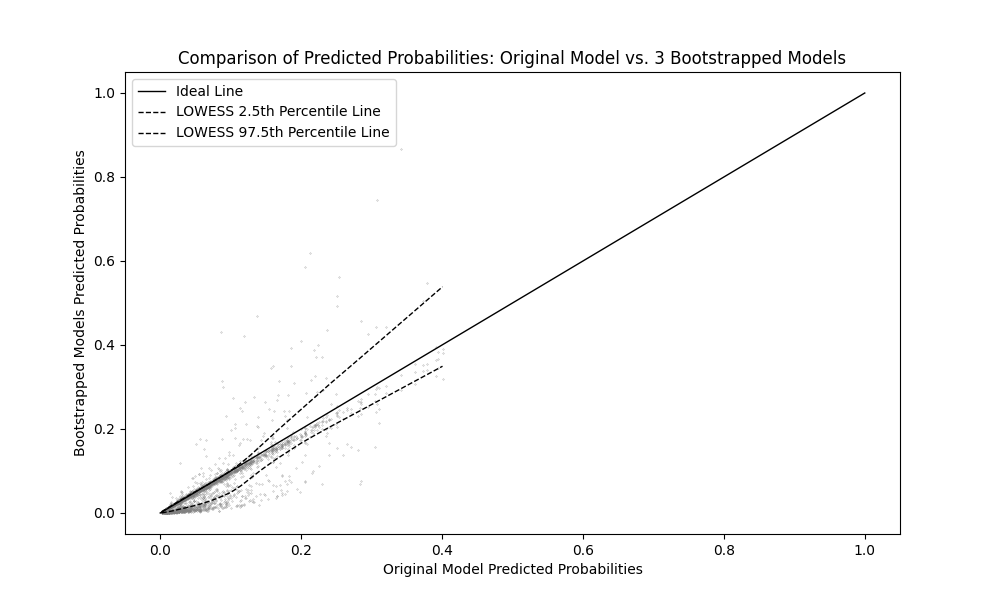 Comparison of Predicted Probabilities: Original Model vs. 3 Bootstrapped Models
Ideal Line
LOWESS 2.5th Percentile Line
LOWESS 97.5th Percentile Line
Bootstrapped Models Predicted Probabilities
1.0
0.8
0.6
0.4
0.2
0.0
0.0 0.2 0.4 0.6 0.8 1.0
Original Model Predicted Probabilities